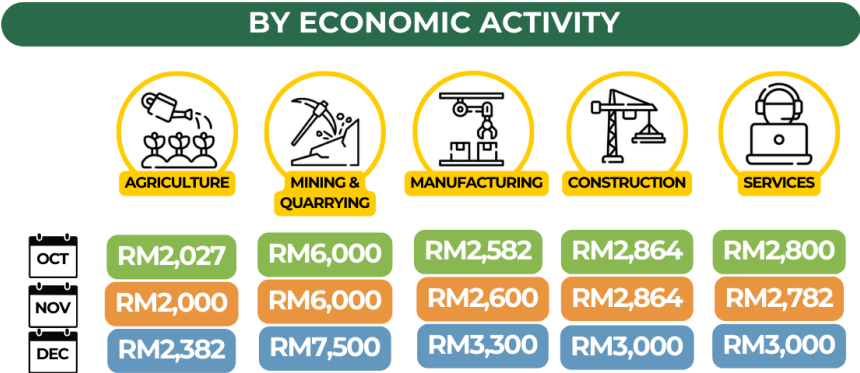 BY ECONOMIC ACTIVITY
AGRICULTURE
MINING &
QUARRYING
MANUFACTURING
CONSTRUCTION
SERVICES
OCT RM2,027 RM6,000 RM2,582 RM2,864 RM2,800
NOV RM2,000 RM6,000 RM2,600 RM2,864 RM2,782
DEC RM2,382 RM7,500 RM3,300 RM3,000 RM3,000